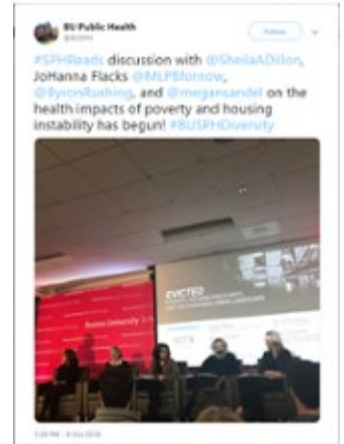 BU Public Health
@BUSPH
Follow
#SPHReads discussion with @SheilaADillon,
JoHanna Flacks @MLPBfornow,
@ByronRushing, and @megansandel on the
health impacts of poverty and housing
instability has begun! #BUSPHDiversity
EVICTED
Boston University